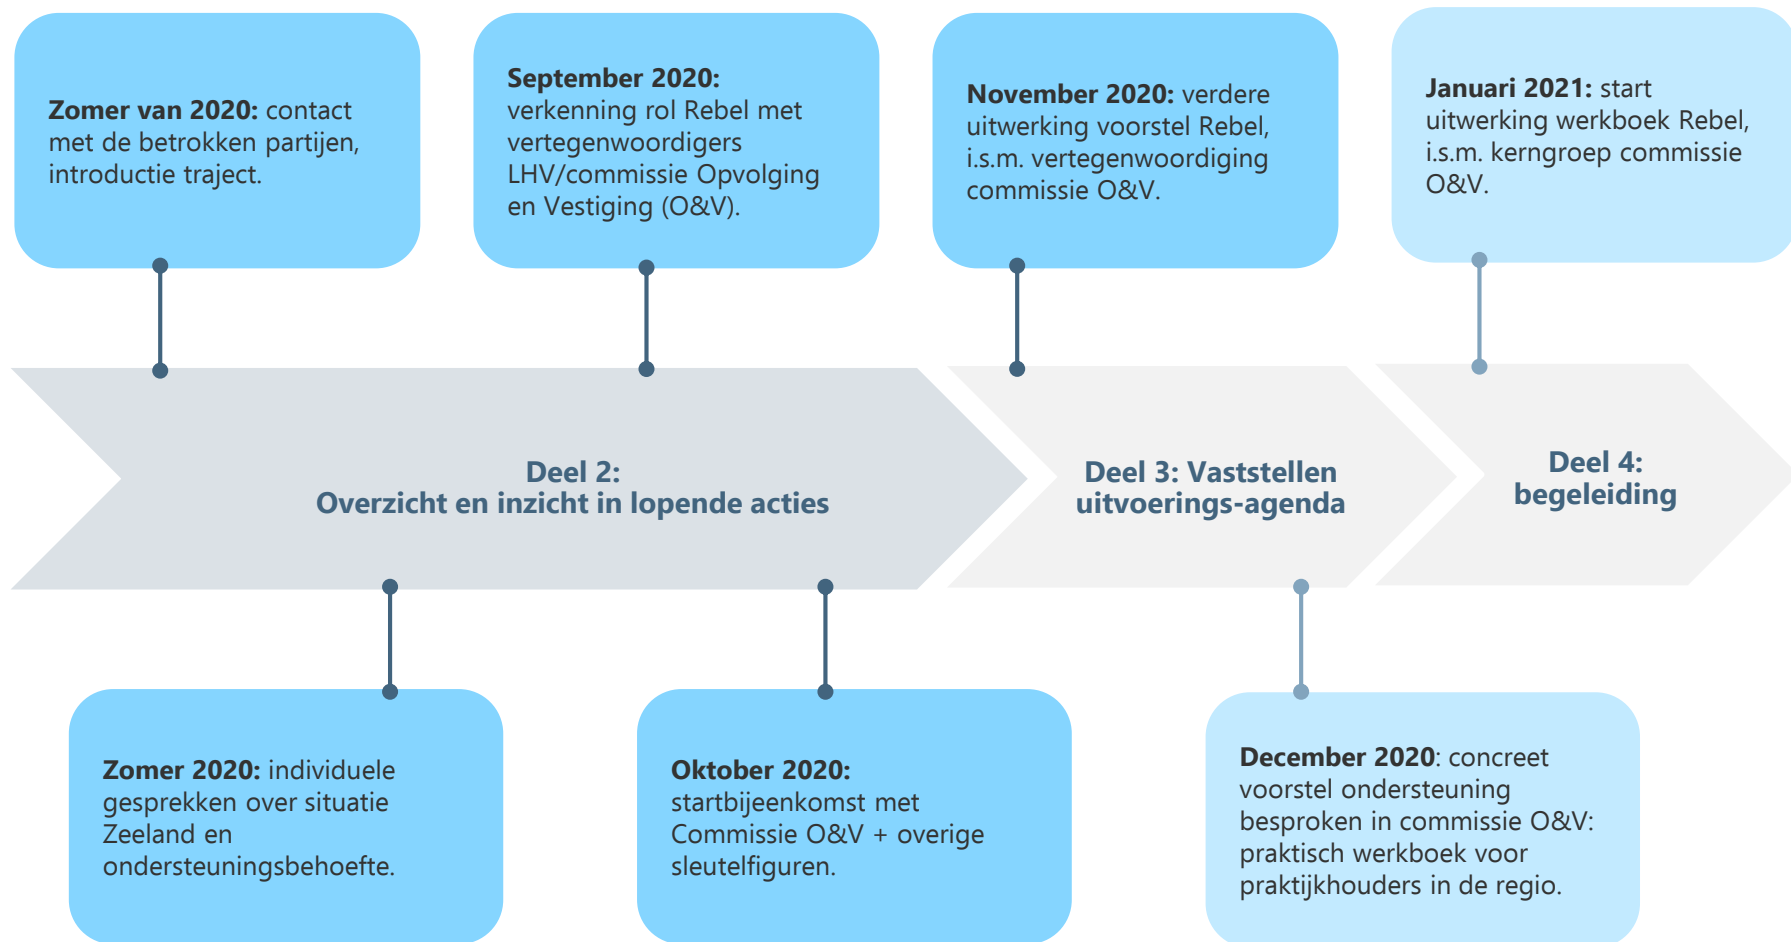 Zomer van 2020: contact
met de betrokken partijen,
introductie traject.
September 2020:
verkenning rol Rebel met
vertegenwoordigers
LHV/commissie Opvolging
en Vestiging (O&V).
November 2020: verdere
uitwerking voorstel Rebel,
i.s.m. vertegenwoordiging
commissie O&V.
Januari 2021: start
uitwerking werkboek Rebel,
i.s.m. kerngroep commissie
O&V.
Deel 2:
Overzicht en inzicht in lopende acties
Deel 3: Vaststellen
uitvoerings-agenda
Deel 4:
begeleiding
Zomer 2020: individuele
gesprekken over situatie
Zeeland en
ondersteuningsbehoefte.
Oktober 2020:
startbijeenkomst met
Commissie O&V + overige
sleutelfiguren.
December 2020: concreet
voorstel ondersteuning
besproken in commissie O&V:
praktisch werkboek voor
praktijkhouders in de regio.